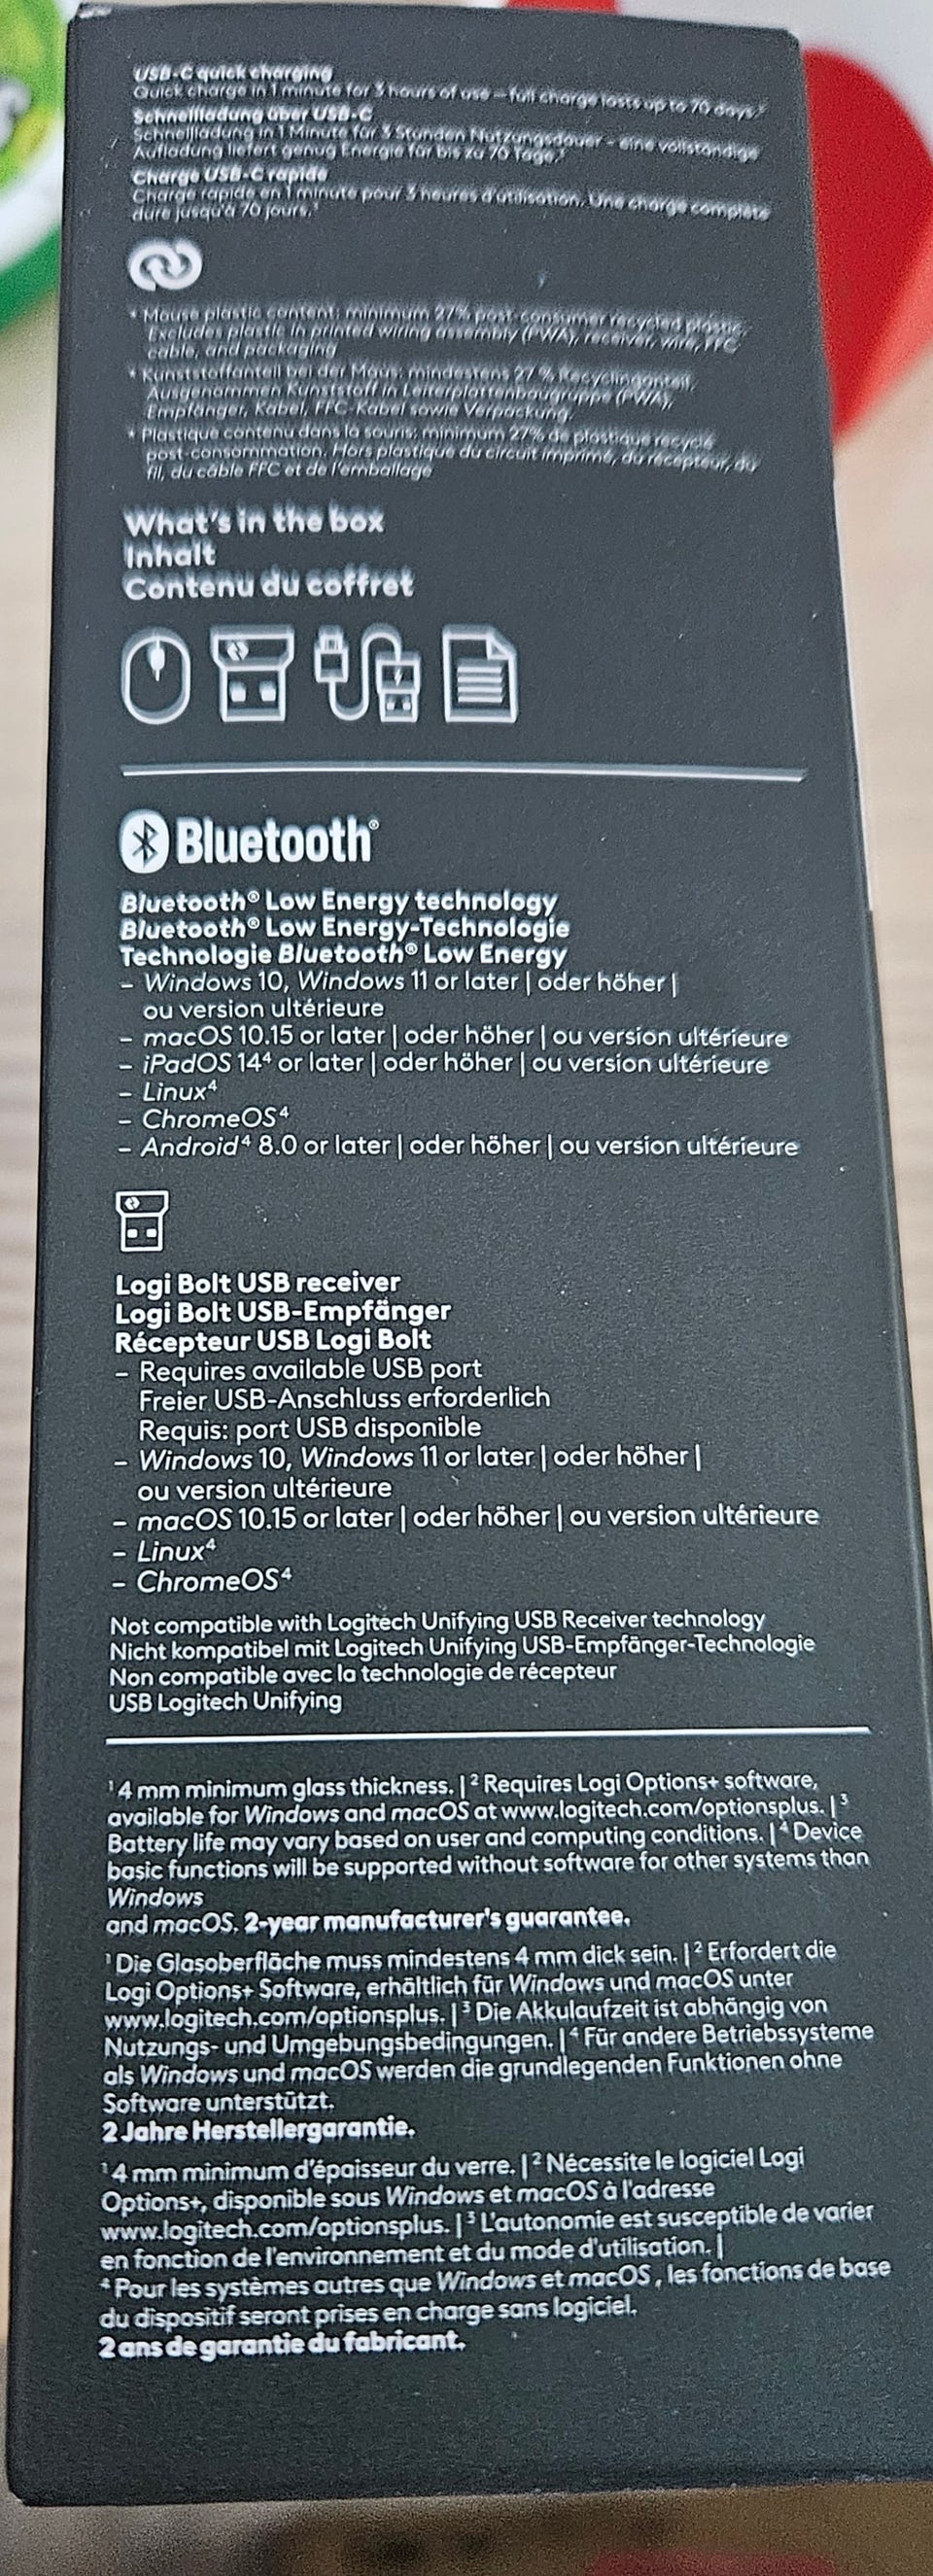 USB-C quick charging
Quick charge in 1 minute for 3 hours of use – full charge lasts up to 70 days.³
Schnellladung über USB-C
Schnellladung in 1 Minute für 3 Stunden Nutzungsdauer – eine vollständige
Aufladung liefert genug Energie für bis zu 70 Tage.³
Charge USB-C rapide
Charge rapide en 1 minute pour 3 heures d'utilisation. Une charge complète
dure jusqu'à 70 jours.³
* Mouse plastic content: minimum 27% post-consumer recycled plastic.
Excludes plastic in printed wiring assembly (PWA), receiver, wire, FFC
cable, and packaging
* Kunststoffanteil bei der Maus: mindestens 27 % Recyclinganteil.
Ausgenommen Kunststoff in Leiterplattenbaugruppe (PWA),
Empfänger, Kabel, FFC-Kabel sowie Verpackung.
* Plastique contenu dans la souris: minimum 27% de plastique recyclé
post-consommation. Hors plastique du circuit imprimé, du récepteur, du
fil, du câble FFC et de l'emballage
What's in the box
Inhalt
Contenu du coffret
Bluetooth®
Bluetooth® Low Energy technology
Bluetooth® Low Energy-Technologie
Technologie Bluetooth® Low Energy
– Windows 10, Windows 11 or later | oder höher |
ou version ultérieure
– macOS 10.15 or later | oder höher | ou version ultérieure
– iPadOS 14⁴ or later | oder höher | ou version ultérieure
– Linux⁴
– ChromeOS⁴
– Android⁴ 8.0 or later | oder höher | ou version ultérieure
Logi Bolt USB receiver
Logi Bolt USB-Empfänger
Récepteur USB Logi Bolt
– Requires available USB port
Freier USB-Anschluss erforderlich
Requis: port USB disponible
– Windows 10, Windows 11 or later | oder höher |
ou version ultérieure
– macOS 10.15 or later | oder höher | ou version ultérieure
– Linux⁴
– ChromeOS⁴
Not compatible with Logitech Unifying USB Receiver technology
Nicht kompatibel mit Logitech Unifying USB-Empfänger-Technologie
Non compatible avec la technologie de récepteur
USB Logitech Unifying
¹ 4 mm minimum glass thickness. | ² Requires Logi Options+ software,
available for Windows and macOS at www.logitech.com/optionsplus. | ³
Battery life may vary based on user and computing conditions. | ⁴ Device
basic functions will be supported without software for other systems than
Windows
and macOS. 2-year manufacturer's guarantee.
¹ Die Glasoberfläche muss mindestens 4 mm dick sein. | ² Erfordert die
Logi Options+ Software, erhältlich für Windows und macOS unter
www.logitech.com/optionsplus. | ³ Die Akkulaufzeit ist abhängig von
Nutzungs- und Umgebungsbedingungen. | ⁴ Für andere Betriebssysteme
als Windows und macOS werden die grundlegenden Funktionen ohne
Software unterstützt.
2 Jahre Herstellergarantie.
¹ 4 mm minimum d'épaisseur du verre. | ² Nécessite le logiciel Logi
Options+, disponible sous Windows et macOS à l'adresse
www.logitech.com/optionsplus. | ³ L'autonomie est susceptible de varier
en fonction de l'environnement et du mode d'utilisation. |
⁴ Pour les systèmes autres que Windows et macOS , les fonctions de base
du dispositif seront prises en charge sans logiciel.
2 ans de garantie du fabricant.